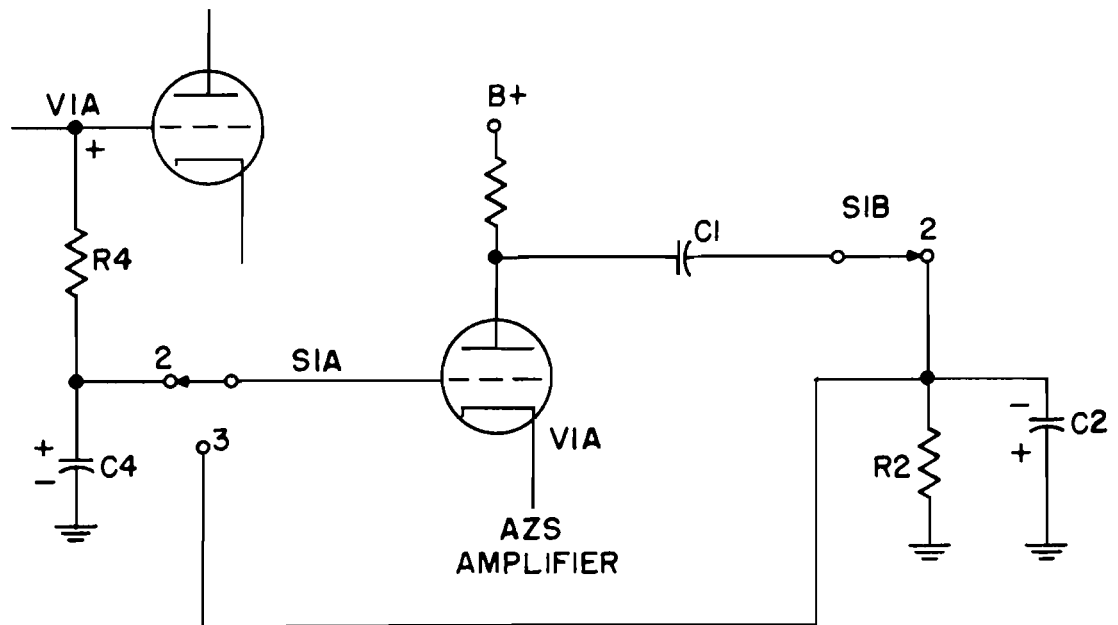 V1A
+
R4
2
S1A
3
+
-
C4
B+
C1
S1B
2
V1A
AZS
AMPLIFIER
R2
-
+
C2